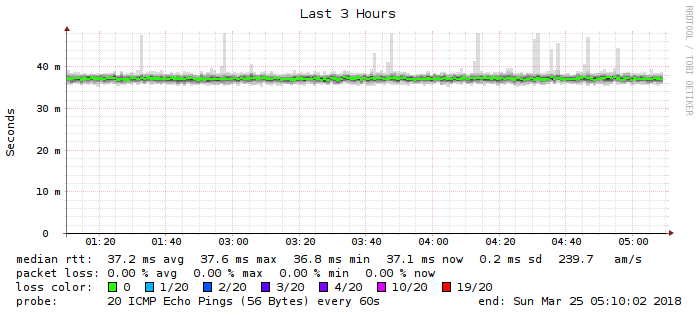 Last 3 Hours
RRDTOOL / TOBI OETIKER
Seconds
40 m
30 m
20 m
10 m
0
01:20 01:40 03:00 03:20 03:40 04:00 04:20 04:40 05:00
median rtt: 37.2 ms avg 37.6 ms max 36.8 ms min 37.1 ms now 0.2 ms sd 239.7 am/s
packet loss: 0.00 % avg 0.00 % max 0.00 % min 0.00 % now
loss color: 0 1/20 2/20 3/20 4/20 10/20 19/20
probe: 20 ICMP Echo Pings (56 Bytes) every 60s end: Sun Mar 25 05:10:02 2018